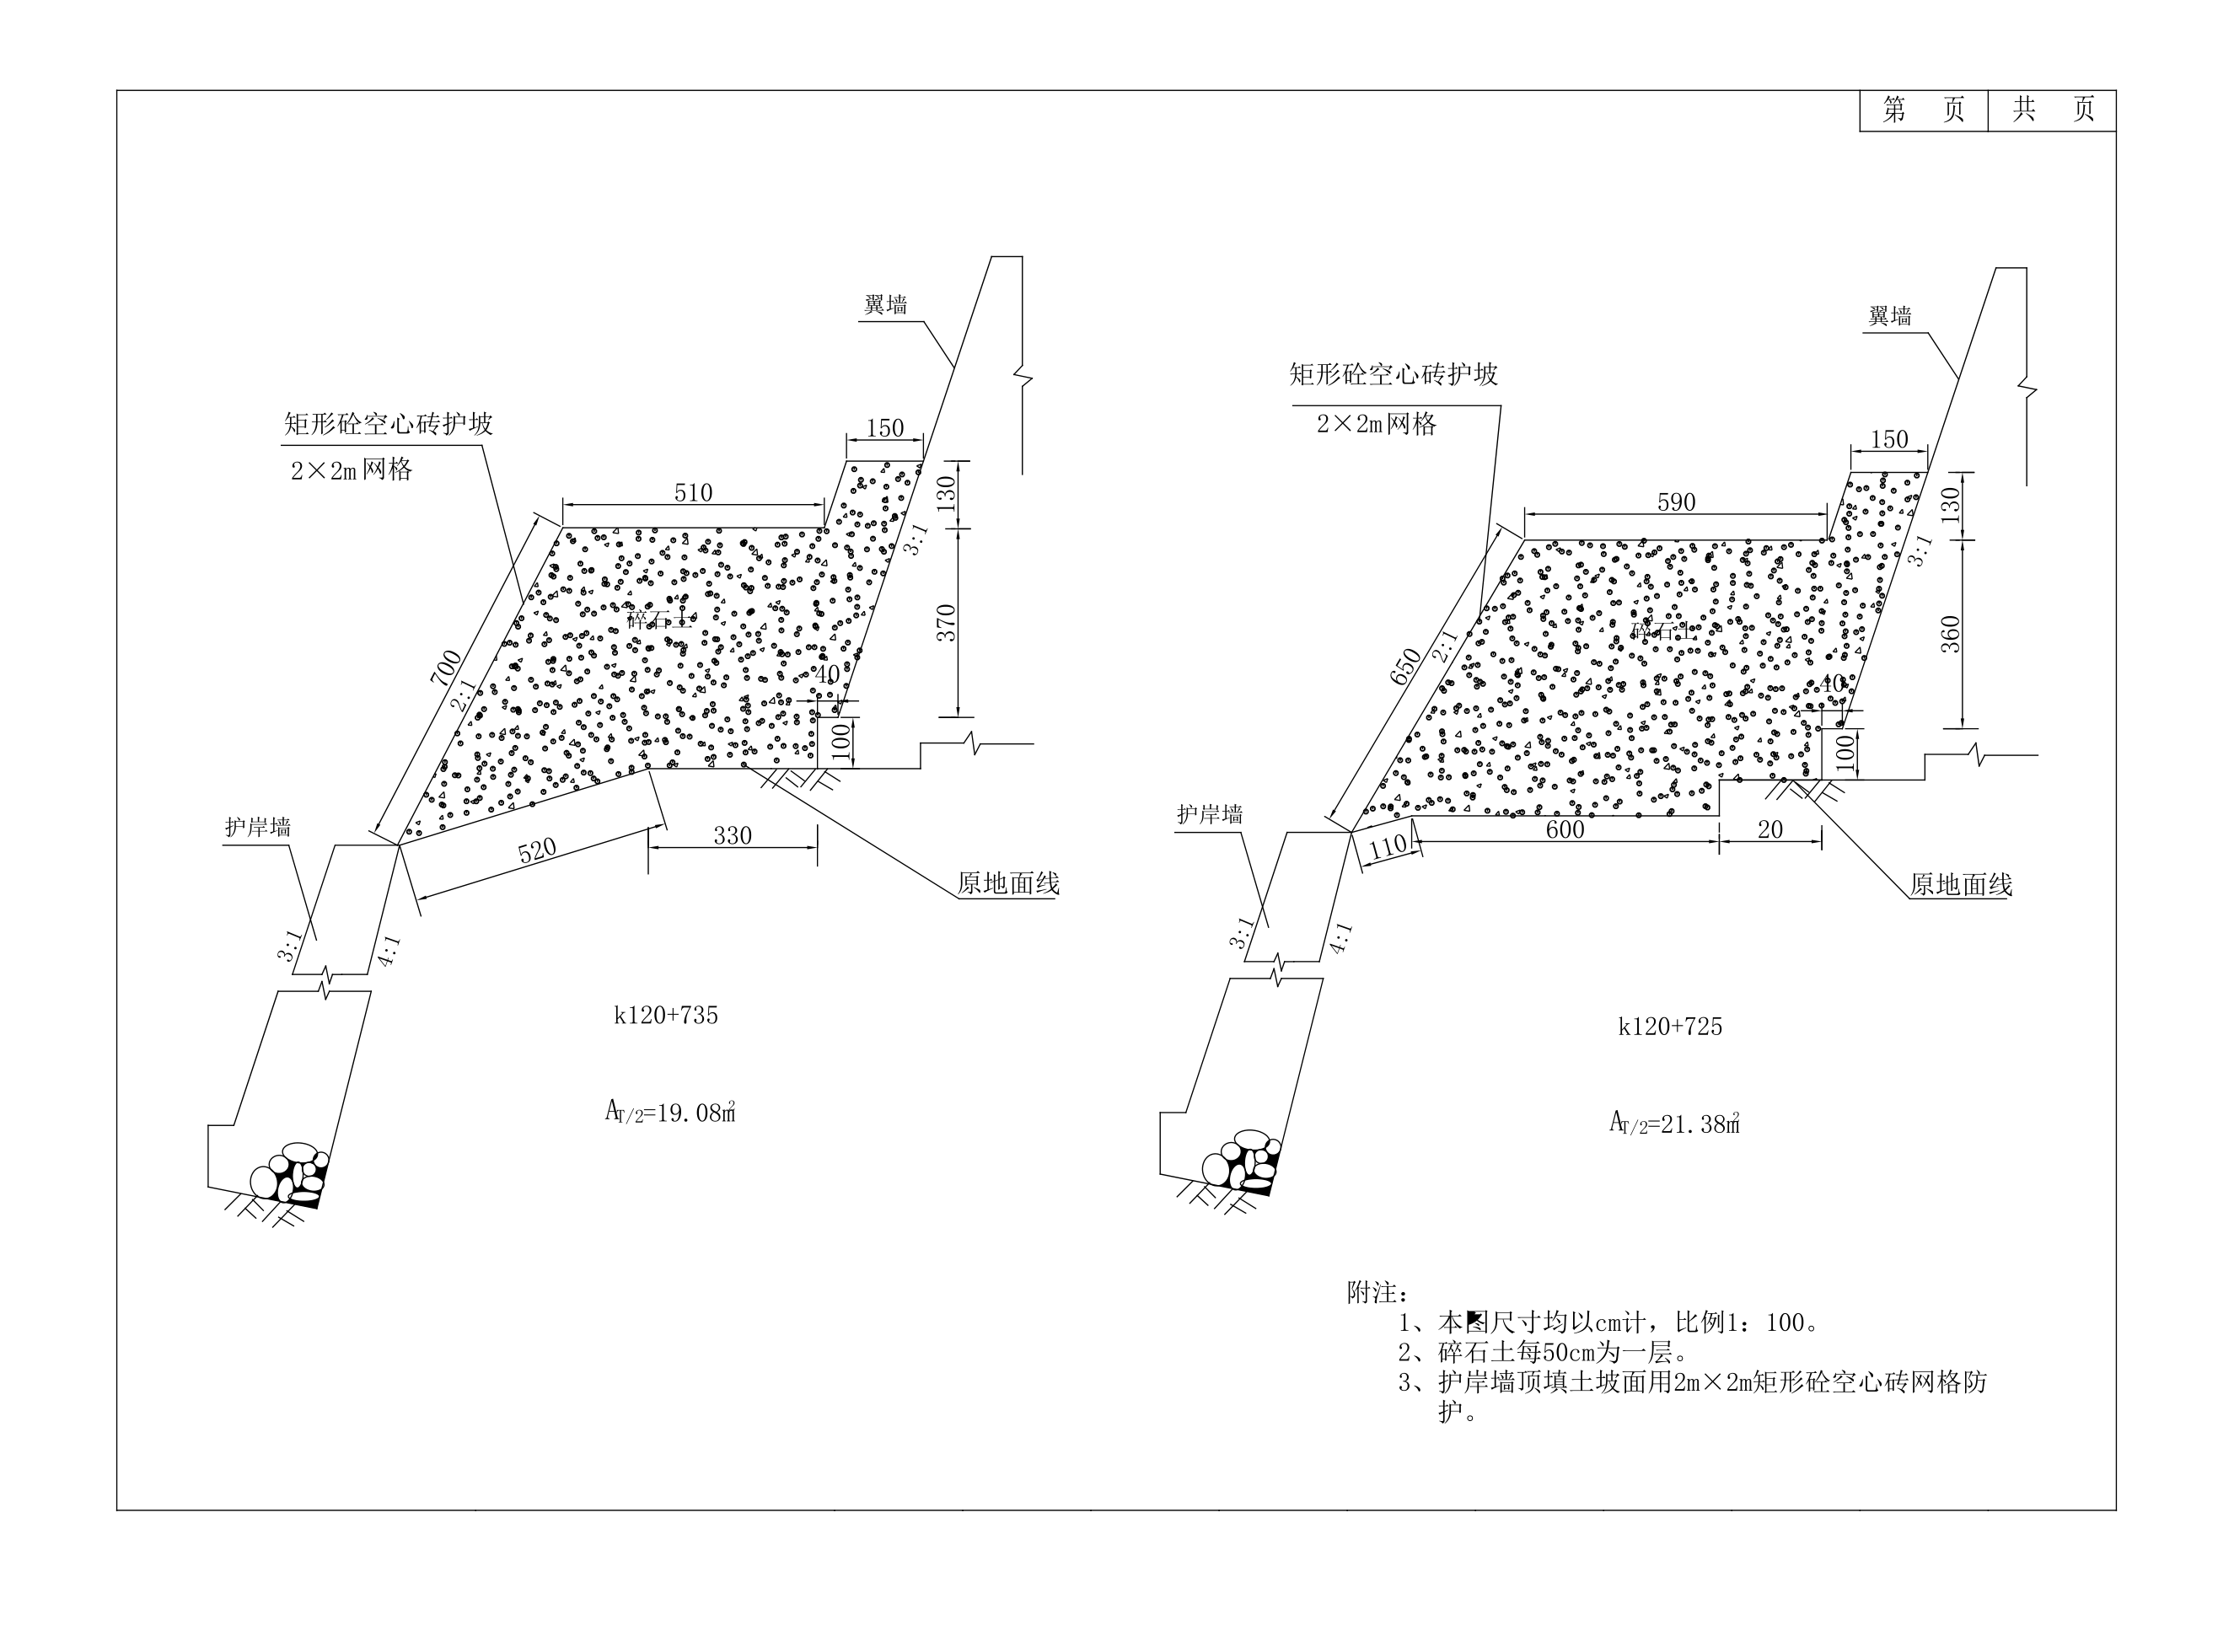 第 页 共 页
翼墙
矩形砼空心砖护坡
2×2m网格
150
510
130
3:1
370
碎石土
700
2:1
40
100
护岸墙
520
330
原地面线
3:1
4:1
k120+735
AT/2=19.08m2
翼墙
矩形砼空心砖护坡
2×2m网格
150
590
130
3:1
360
碎石土
650
2:1
40
100
护岸墙
110
600
20
原地面线
3:1
4:1
k120+725
AT/2=21.38m2
附注:
1、本图尺寸均以cm计，比例1: 100。
2、碎石土每50cm为一层。
3、护岸墙顶填土坡面用2m×2m矩形砼空心砖网格防
护。